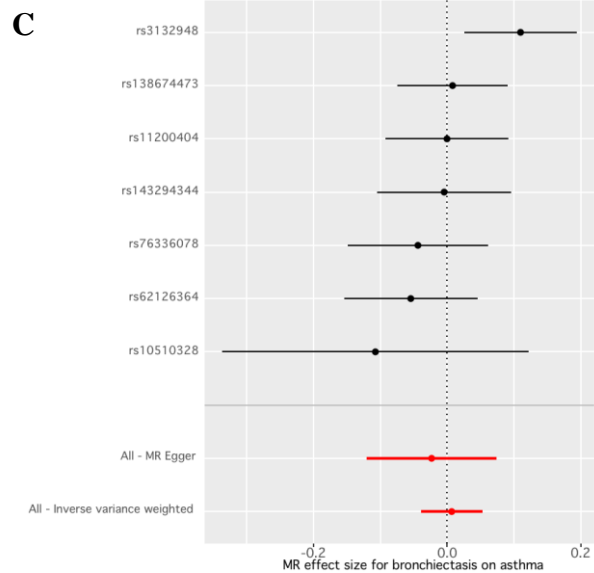 C
rs3132948
rs138674473
rs11200404
rs143294344
rs76336078
rs62126364
rs10510328
All - MR Egger
All - Inverse variance weighted
-0.2 0.0 0.2
MR effect size for bronchiectasis on asthma